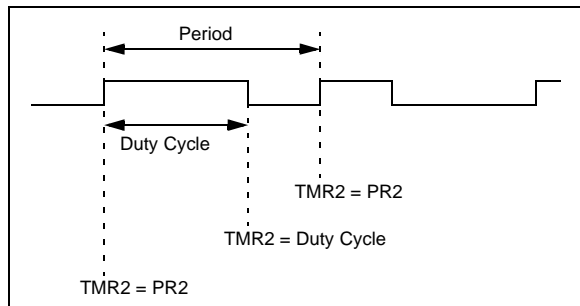 Period
Duty Cycle
TMR2 = PR2
TMR2 = Duty Cycle
TMR2 = PR2